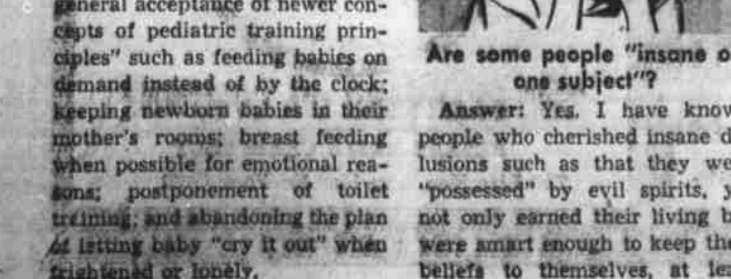 general acceptance of newer con-
cepts of pediatric training prin-
ciples" such as feeding babies on
demand instead of by the clock;
keeping newborn babies in their
mother's rooms; breast feeding
when possible for emotional rea-
sons; postponement of toilet
training; and abandoning the plan
of letting baby "cry it out" when
frightened or lonely.
Are some people "insane o
one subject"?
Answer: Yes. I have know
people who cherished insane d
lusions such as that they we
"possessed" by evil spirits, y
not only earned their living b
were smart enough to keep the
beliefs to themselves, at lea